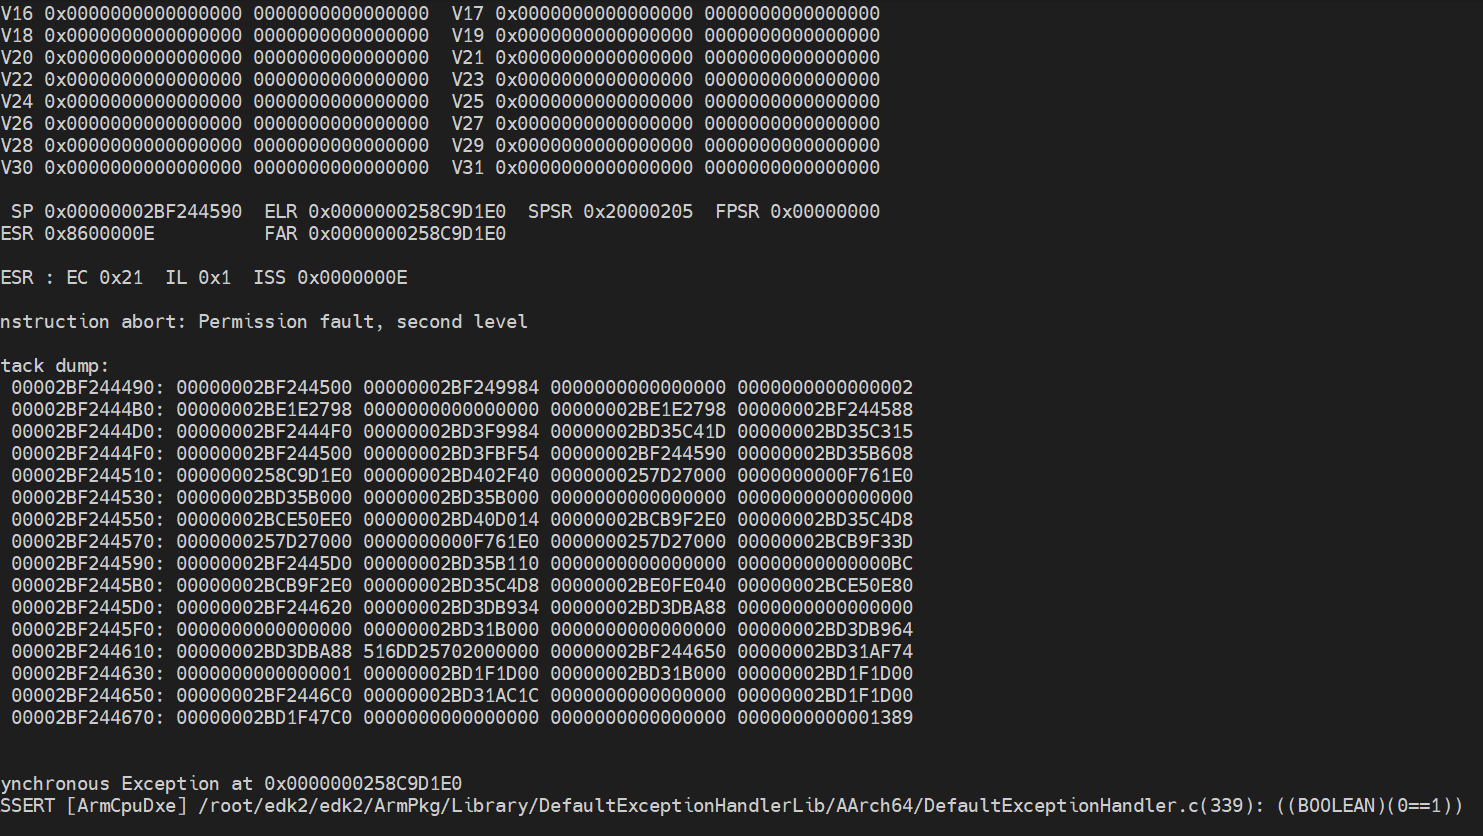 V16 0x0000000000000000 0000000000000000  V17 0x0000000000000000 0000000000000000
V18 0x0000000000000000 0000000000000000  V19 0x0000000000000000 0000000000000000
V20 0x0000000000000000 0000000000000000  V21 0x0000000000000000 0000000000000000
V22 0x0000000000000000 0000000000000000  V23 0x0000000000000000 0000000000000000
V24 0x0000000000000000 0000000000000000  V25 0x0000000000000000 0000000000000000
V26 0x0000000000000000 0000000000000000  V27 0x0000000000000000 0000000000000000
V28 0x0000000000000000 0000000000000000  V29 0x0000000000000000 0000000000000000
V30 0x0000000000000000 0000000000000000  V31 0x0000000000000000 0000000000000000
SP 0x00000002BF244590  ELR 0x0000000258C9D1E0  SPSR 0x20000205  FPSR 0x00000000
ESR 0x8600000E          FAR 0x0000000258C9D1E0
ESR : EC 0x21  IL 0x1  ISS 0x0000000E
nstruction abort: Permission fault, second level
tack dump:
00002BF244490: 00000002BF244500 00000002BF249984 0000000000000000 0000000000000002
00002BF2444B0: 00000002BE1E2798 0000000000000000 00000002BE1E2798 00000002BF244588
00002BF2444D0: 00000002BF2444F0 00000002BD3F9984 00000002BD35C41D 00000002BD35C315
00002BF2444F0: 00000002BF244500 00000002BD3FBF54 00000002BF244590 00000002BD35B608
00002BF244510: 0000000258C9D1E0 00000002BD402F40 0000000257D27000 0000000000F761E0
00002BF244530: 00000002BD35B000 00000002BD35B000 0000000000000000 0000000000000000
00002BF244550: 00000002BCE50EE0 00000002BD40D014 00000002BCB9F2E0 00000002BD35C4D8
00002BF244570: 0000000257D27000 0000000000F761E0 0000000257D27000 00000002BCB9F33D
00002BF244590: 00000002BF2445D0 00000002BD35B110 0000000000000000 00000000000000BC
00002BF2445B0: 00000002BCB9F2E0 00000002BD35C4D8 00000002BE0FE040 00000002BCE50E80
00002BF2445D0: 00000002BF244620 00000002BD3DB934 00000002BD3DBA88 0000000000000000
00002BF2445F0: 0000000000000000 00000002BD31B000 0000000000000000 00000002BD3DB964
00002BF244610: 00000002BD3DBA88 516DD25702000000 00000002BF244650 00000002BD31AF74
00002BF244630: 0000000000000001 00000002BD1F1D00 00000002BD31B000 00000002BD1F1D00
00002BF244650: 00000002BF2446C0 00000002BD31AC1C 0000000000000000 00000002BD1F1D00
00002BF244670: 00000002BD1F47C0 0000000000000000 0000000000000000 0000000000001389
ynchronous Exception at 0x0000000258C9D1E0
SSERT [ArmCpuDxe] /root/edk2/edk2/ArmPkg/Library/DefaultExceptionHandlerLib/AArch64/DefaultExceptionHandler.c(339): ((BOOLEAN)(0==1))